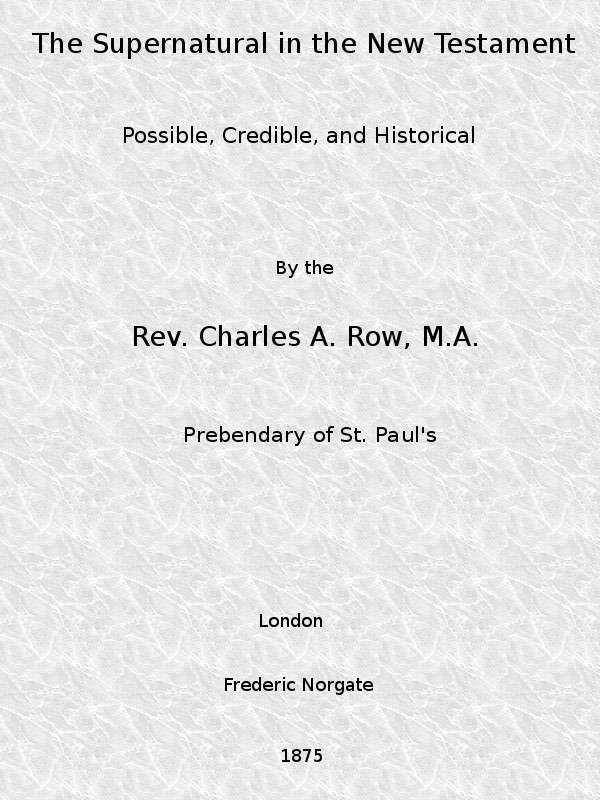 The Supernatural in the New Testament
Possible, Credible, and Historical
By the
Rev. Charles A. Row, M.A.
Prebendary of St. Paul's
London
Frederic Norgate
1875